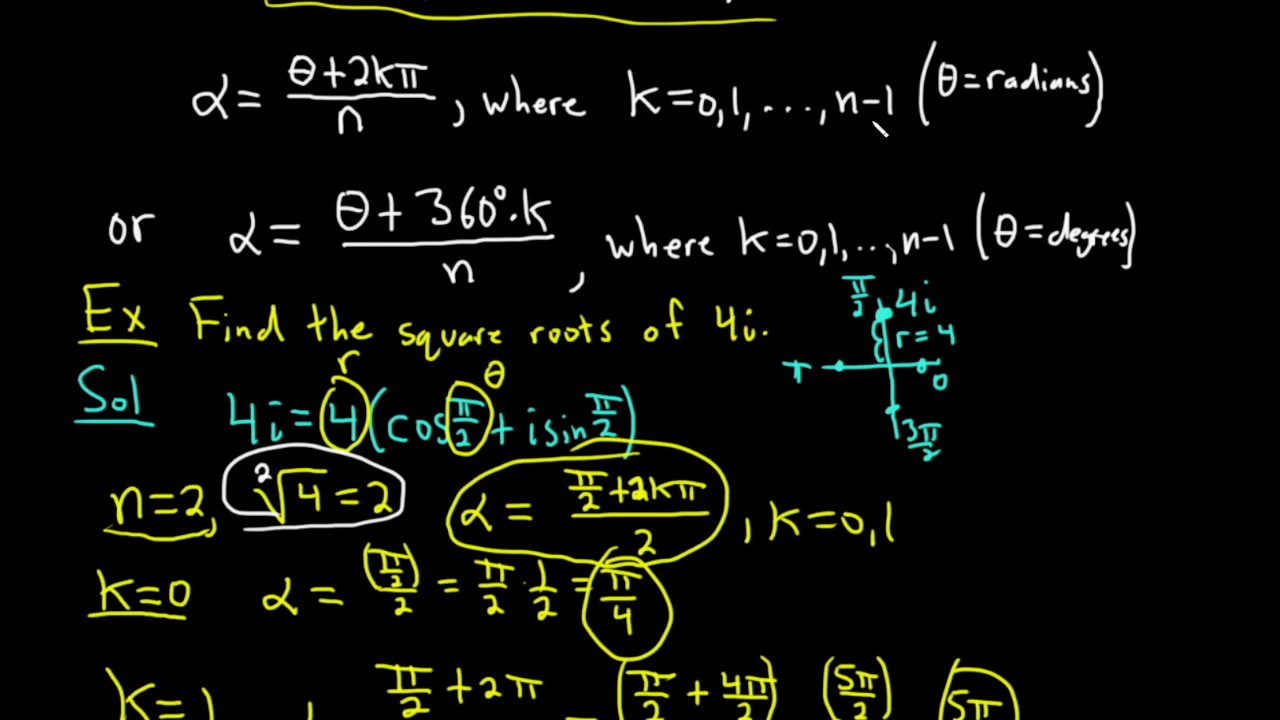 α = (θ+2kπ)/n, where k=0,1,...,n-1 (θ=radians)
or α = (θ+360°·k)/n, where k=0,1,...,n-1 (θ=degrees)
Ex Find the square roots of 4i.
π/2 4i
r=4
π 0
3π/2
r θ
Sol 4i = 4(cos π/2 + i sin π/2)
n=2, ²√4 = 2 α = (π/2+2kπ)/2, k=0,1
k=0 α = (π/2)/2 = π/2 · 1/2 = π/4
k=1 π/2 + 2π = (π/2 + 4π/2) (5π/2) 5π